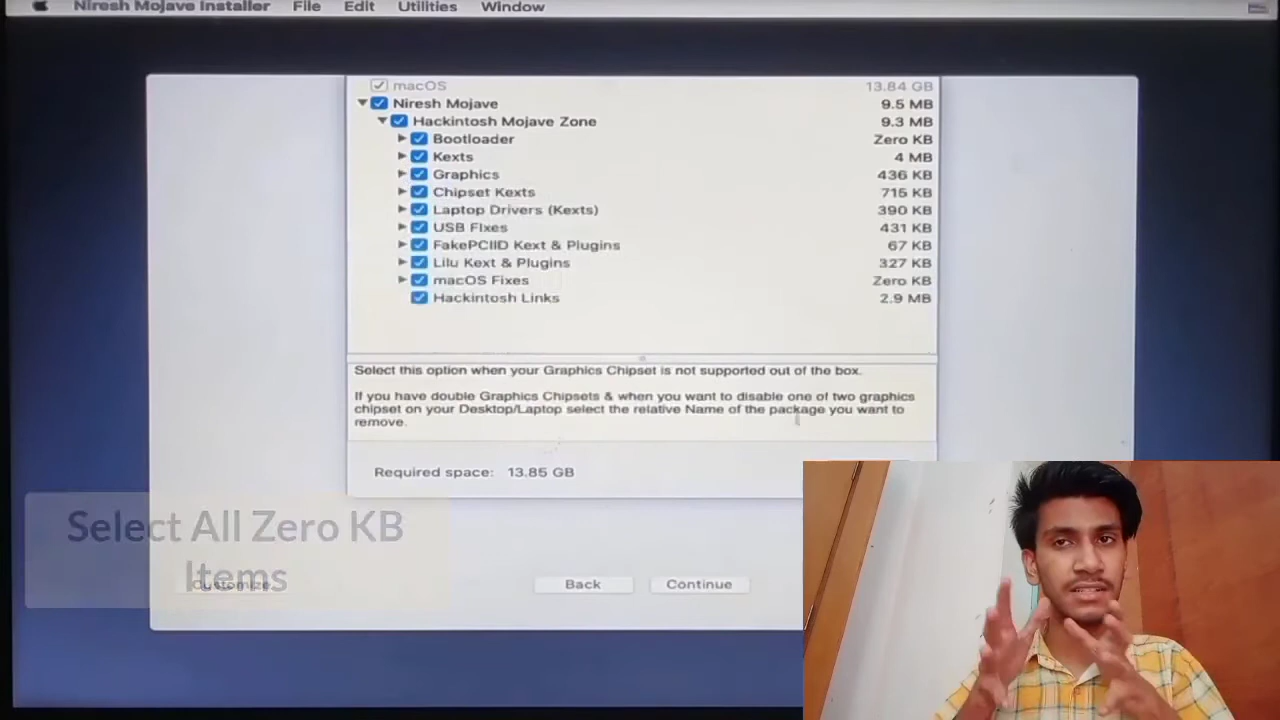 Niresh Mojave Installer File Edit Utilities Window
macOS 13.84 GB
Niresh Mojave 9.5 MB
Hackintosh Mojave Zone 9.3 MB
Bootloader Zero KB
Kexts 4 MB
Graphics 436 KB
Chipset Kexts 715 KB
Laptop Drivers (Kexts) 390 KB
USB Fixes 431 KB
FakePCIID Kext & Plugins 67 KB
Lilu Kext & Plugins 327 KB
macOS Fixes Zero KB
Hackintosh Links 2.9 MB
Select this option when your Graphics Chipset is not supported out of the box.
If you have double Graphics Chipsets & when you want to disable one of two graphics
chipset on your Desktop/Laptop select the relative Name of the package you want to
remove.
Required space: 13.85 GB
Select All Zero KB
Items
Customize Back Continue